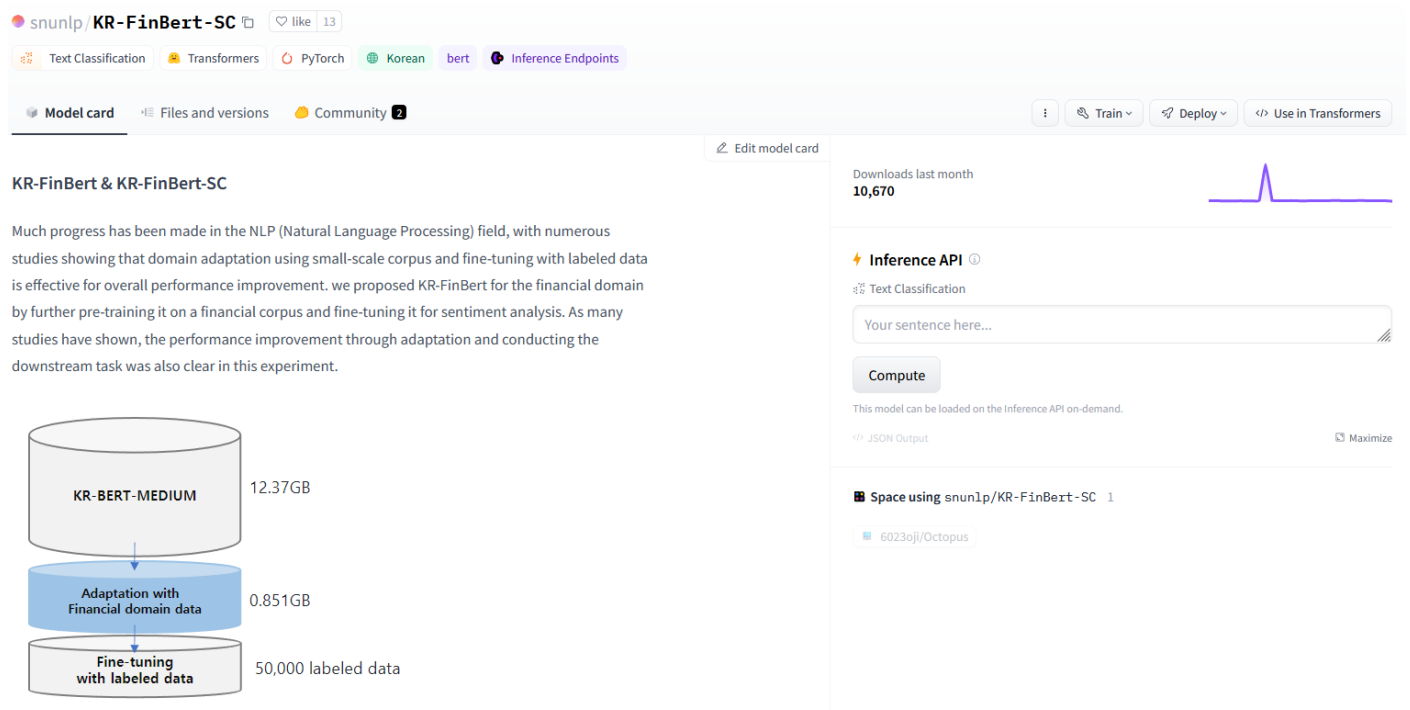 snunlp/KR-FinBert-SC
like 13
Text Classification
Transformers
PyTorch
Korean
bert
Inference Endpoints
Model card
Files and versions
Community 2
Train
Deploy
</> Use in Transformers
Edit model card
KR-FinBert & KR-FinBert-SC
Much progress has been made in the NLP (Natural Language Processing) field, with numerous
studies showing that domain adaptation using small-scale corpus and fine-tuning with labeled data
is effective for overall performance improvement. we proposed KR-FinBert for the financial domain
by further pre-training it on a financial corpus and fine-tuning it for sentiment analysis. As many
studies have shown, the performance improvement through adaptation and conducting the
downstream task was also clear in this experiment.
KR-BERT-MEDIUM
12.37GB
Adaptation with
Financial domain data
0.851GB
Fine-tuning
with labeled data
50,000 labeled data
Downloads last month
10,670
Inference API
Text Classification
Your sentence here...
Compute
This model can be loaded on the Inference API on-demand.
</> JSON Output
Maximize
Space using snunlp/KR-FinBert-SC 1
6023oji/Octopus